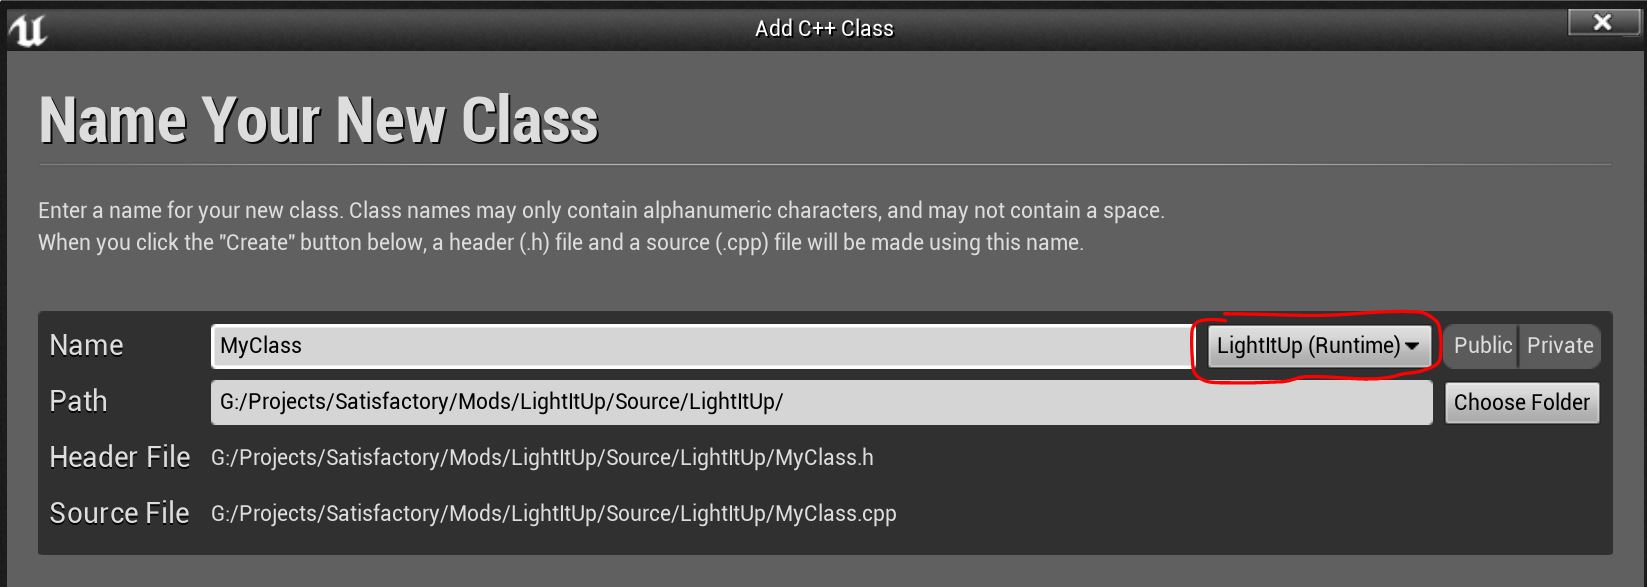 Add C++ Class
Name Your New Class
Enter a name for your new class. Class names may only contain alphanumeric characters, and may not contain a space.
When you click the "Create" button below, a header (.h) file and a source (.cpp) file will be made using this name.
Name MyClass LightItUp (Runtime) Public Private
Path G:/Projects/Satisfactory/Mods/LightItUp/Source/LightItUp/ Choose Folder
Header File G:/Projects/Satisfactory/Mods/LightItUp/Source/LightItUp/MyClass.h
Source File G:/Projects/Satisfactory/Mods/LightItUp/Source/LightItUp/MyClass.cpp